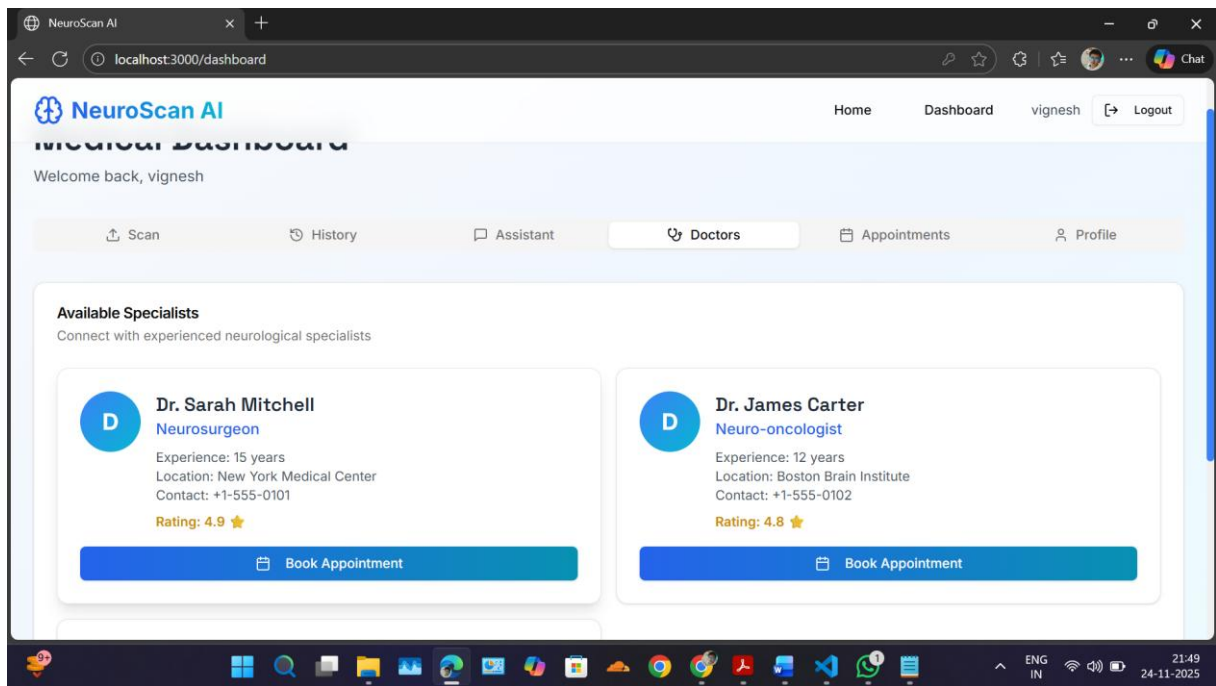 NeuroScan AI
localhost:3000/dashboard
Chat
NeuroScan AI
Home
Dashboard
vignesh
Logout
Medical Dashboard
Welcome back, vignesh
Scan
History
Assistant
Doctors
Appointments
Profile
Available Specialists
Connect with experienced neurological specialists
D
Dr. Sarah Mitchell
Neurosurgeon
Experience: 15 years
Location: New York Medical Center
Contact: +1-555-0101
Rating: 4.9
Book Appointment
D
Dr. James Carter
Neuro-oncologist
Experience: 12 years
Location: Boston Brain Institute
Contact: +1-555-0102
Rating: 4.8
Book Appointment
9+
1
ENG
IN
21:49
24-11-2025